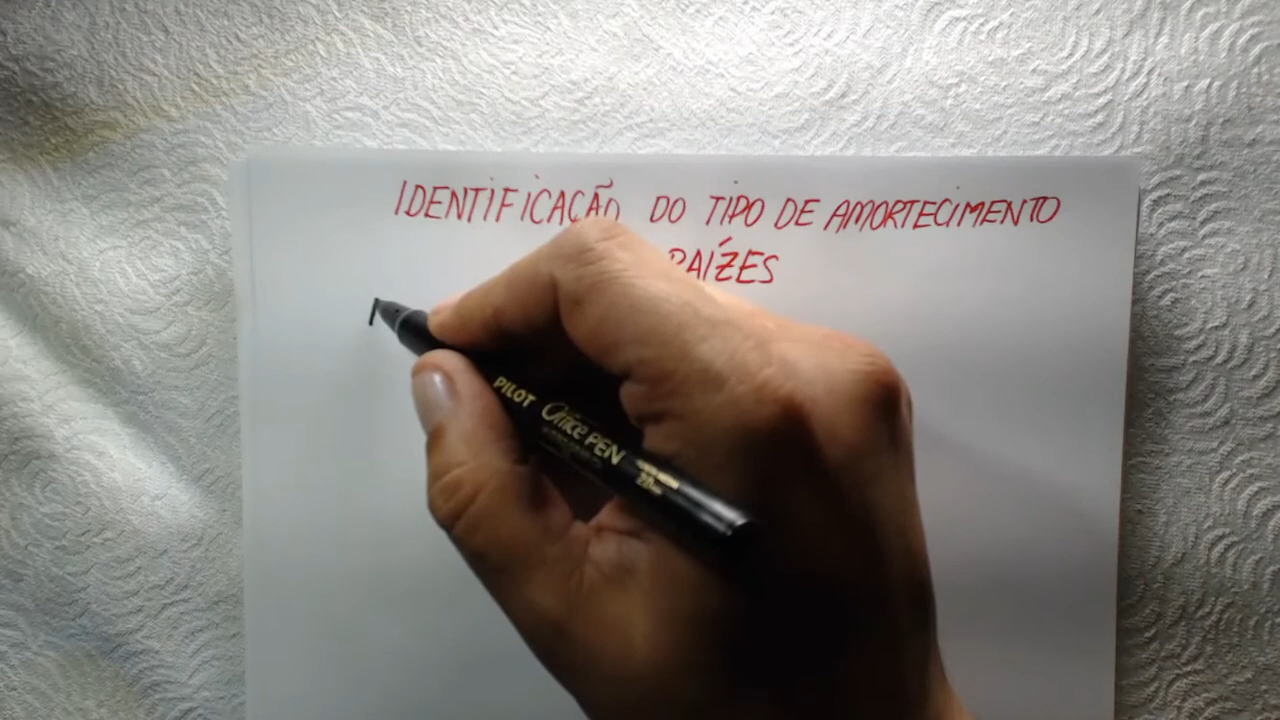 IDENTIFICAÇÃO DO TIPO DE AMORTECIMENTO
RAÍZES
PILOT Office PEN